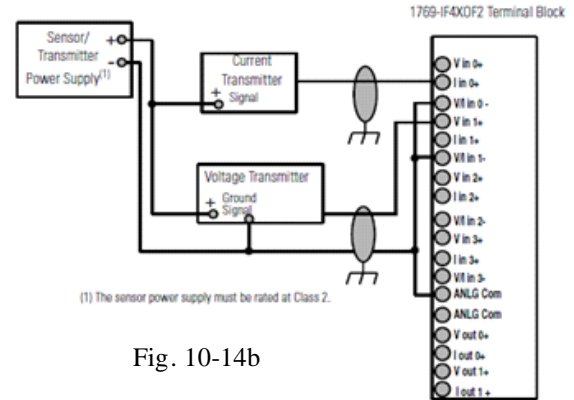 1769-IF4XOF2 Terminal Block
Sensor/
Transmitter
Power Supply(1)
+
-
Current
Transmitter
+ Signal
Voltage Transmitter
+ Ground
Signal
V in 0+
I in 0+
V/I in 0 -
V in 1+
I in 1+
V/I in 1-
V in 2+
I in 2+
V/I in 2-
V in 3+
I in 3+
V/I in 3-
ANLG Com
ANLG Com
V out 0+
I out 0+
V out 1+
I out 1 +
(1) The sensor power supply must be rated at Class 2.
Fig. 10-14b